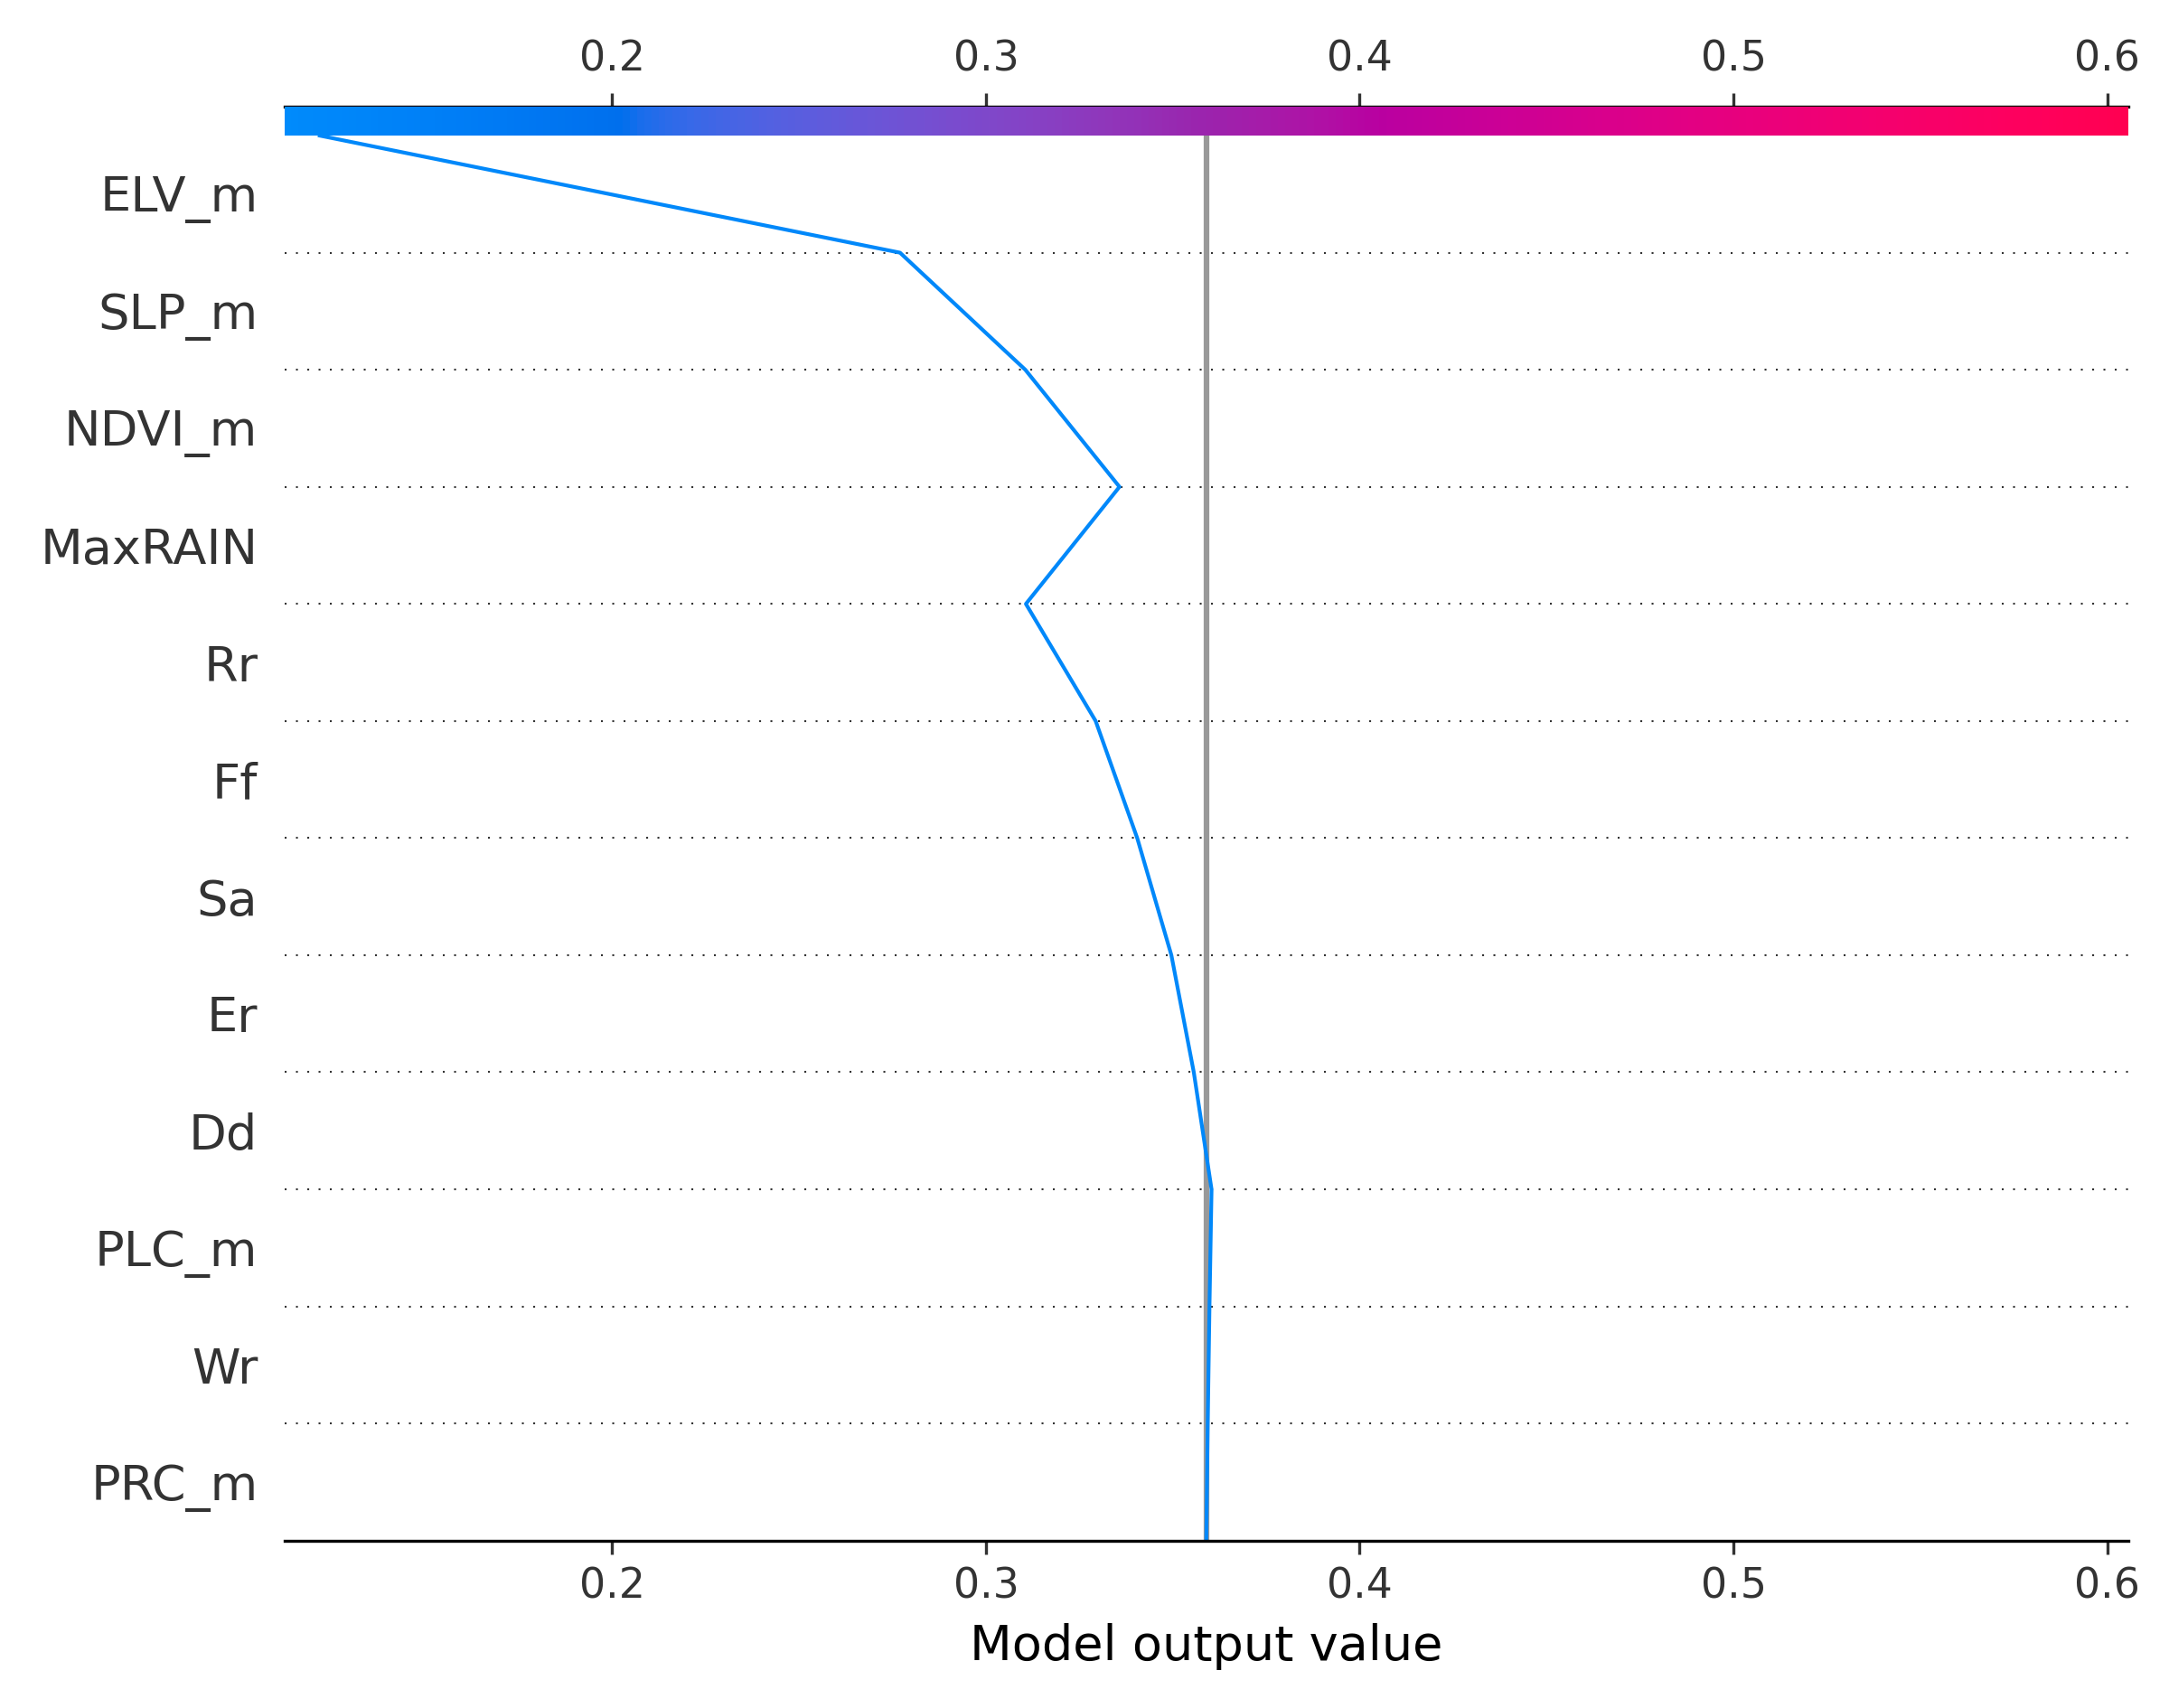 0.2 0.3 0.4 0.5 0.6
ELV_m
SLP_m
NDVI_m
MaxRAIN
Rr
Ff
Sa
Er
Dd
PLC_m
Wr
PRC_m
0.2 0.3 0.4 0.5 0.6
Model output value